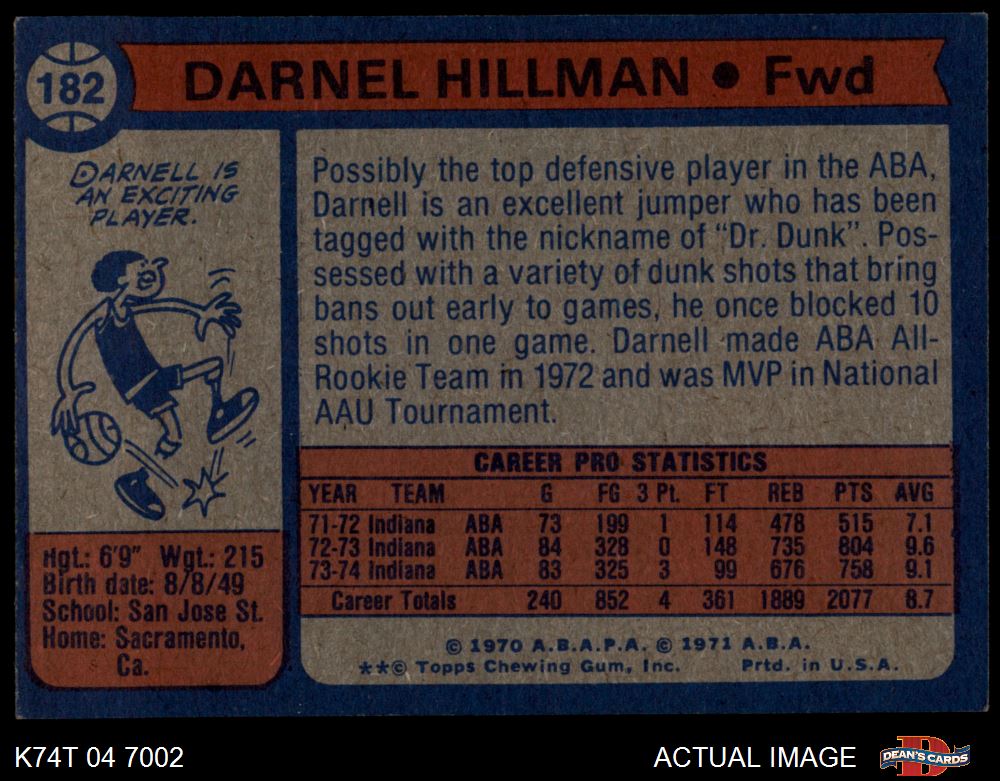 182
DARNEL HILLMAN • Fwd
DARNELL IS
AN EXCITING
PLAYER.
Possibly the top defensive player in the ABA,
Darnell is an excellent jumper who has been
tagged with the nickname of "Dr. Dunk". Pos-
sessed with a variety of dunk shots that bring
bans out early to games, he once blocked 10
shots in one game. Darnell made ABA All-
Rookie Team in 1972 and was MVP in National
AAU Tournament.
Hgt.: 6'9" Wgt.: 215
Birth date: 8/8/49
School: San Jose St.
Home: Sacramento,
Ca.
CAREER PRO STATISTICS
YEAR TEAM G FG 3 Pt. FT REB PTS AVG
71-72 Indiana ABA 73 199 1 114 478 515 7.1
72-73 Indiana ABA 84 328 0 148 735 804 9.6
73-74 Indiana ABA 83 325 3 99 676 758 9.1
Career Totals 240 852 4 361 1889 2077 8.7
© 1970 A.B.A.P.A. © 1971 A.B.A.
**© Topps Chewing Gum, Inc. Prtd. in U.S.A.
K74T 04 7002
ACTUAL IMAGE
DEAN'S CARDS